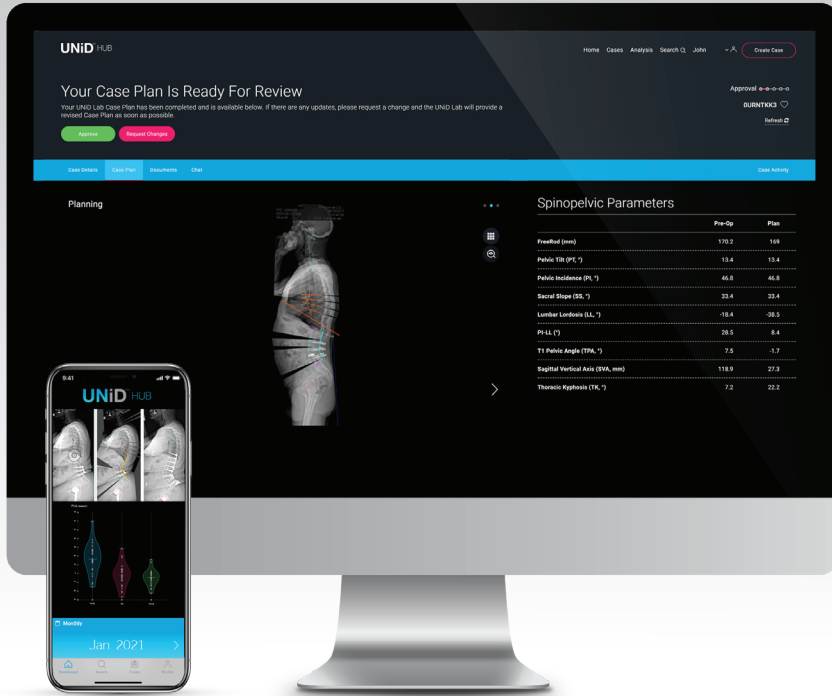 UNiD™ HUB
Home Cases Analysis Search John Create Case
Your Case Plan Is Ready For Review
Your UNiD Lab Case Plan has been completed and is available below. If there are any updates, please request a change and the UNiD Lab will provide a
revised Case Plan as soon as possible.
Approve Request Changes
Approval
0URNTKK3
Refresh
Case Details Case Plan Documents Chat Case Activity
Planning
Spinopelvic Parameters
Pre-Op Plan
FreeRod (mm) 170.2 169
Pelvic Tilt (PT, °) 13.4 13.4
Pelvic Incidence (PI, °) 46.8 46.8
Sacral Slope (SS, °) 33.4 33.4
Lumbar Lordosis (LL, °) -18.4 -38.5
PI-LL (°) 28.5 8.4
T1 Pelvic Angle (TPA, °) 7.5 -1.7
Sagittal Vertical Axis (SVA, mm) 118.9 27.3
Thoracic Kyphosis (TK, °) 7.2 22.2
9:41
UNiD™ HUB
Monthly
Jan 2021
Search
Profile